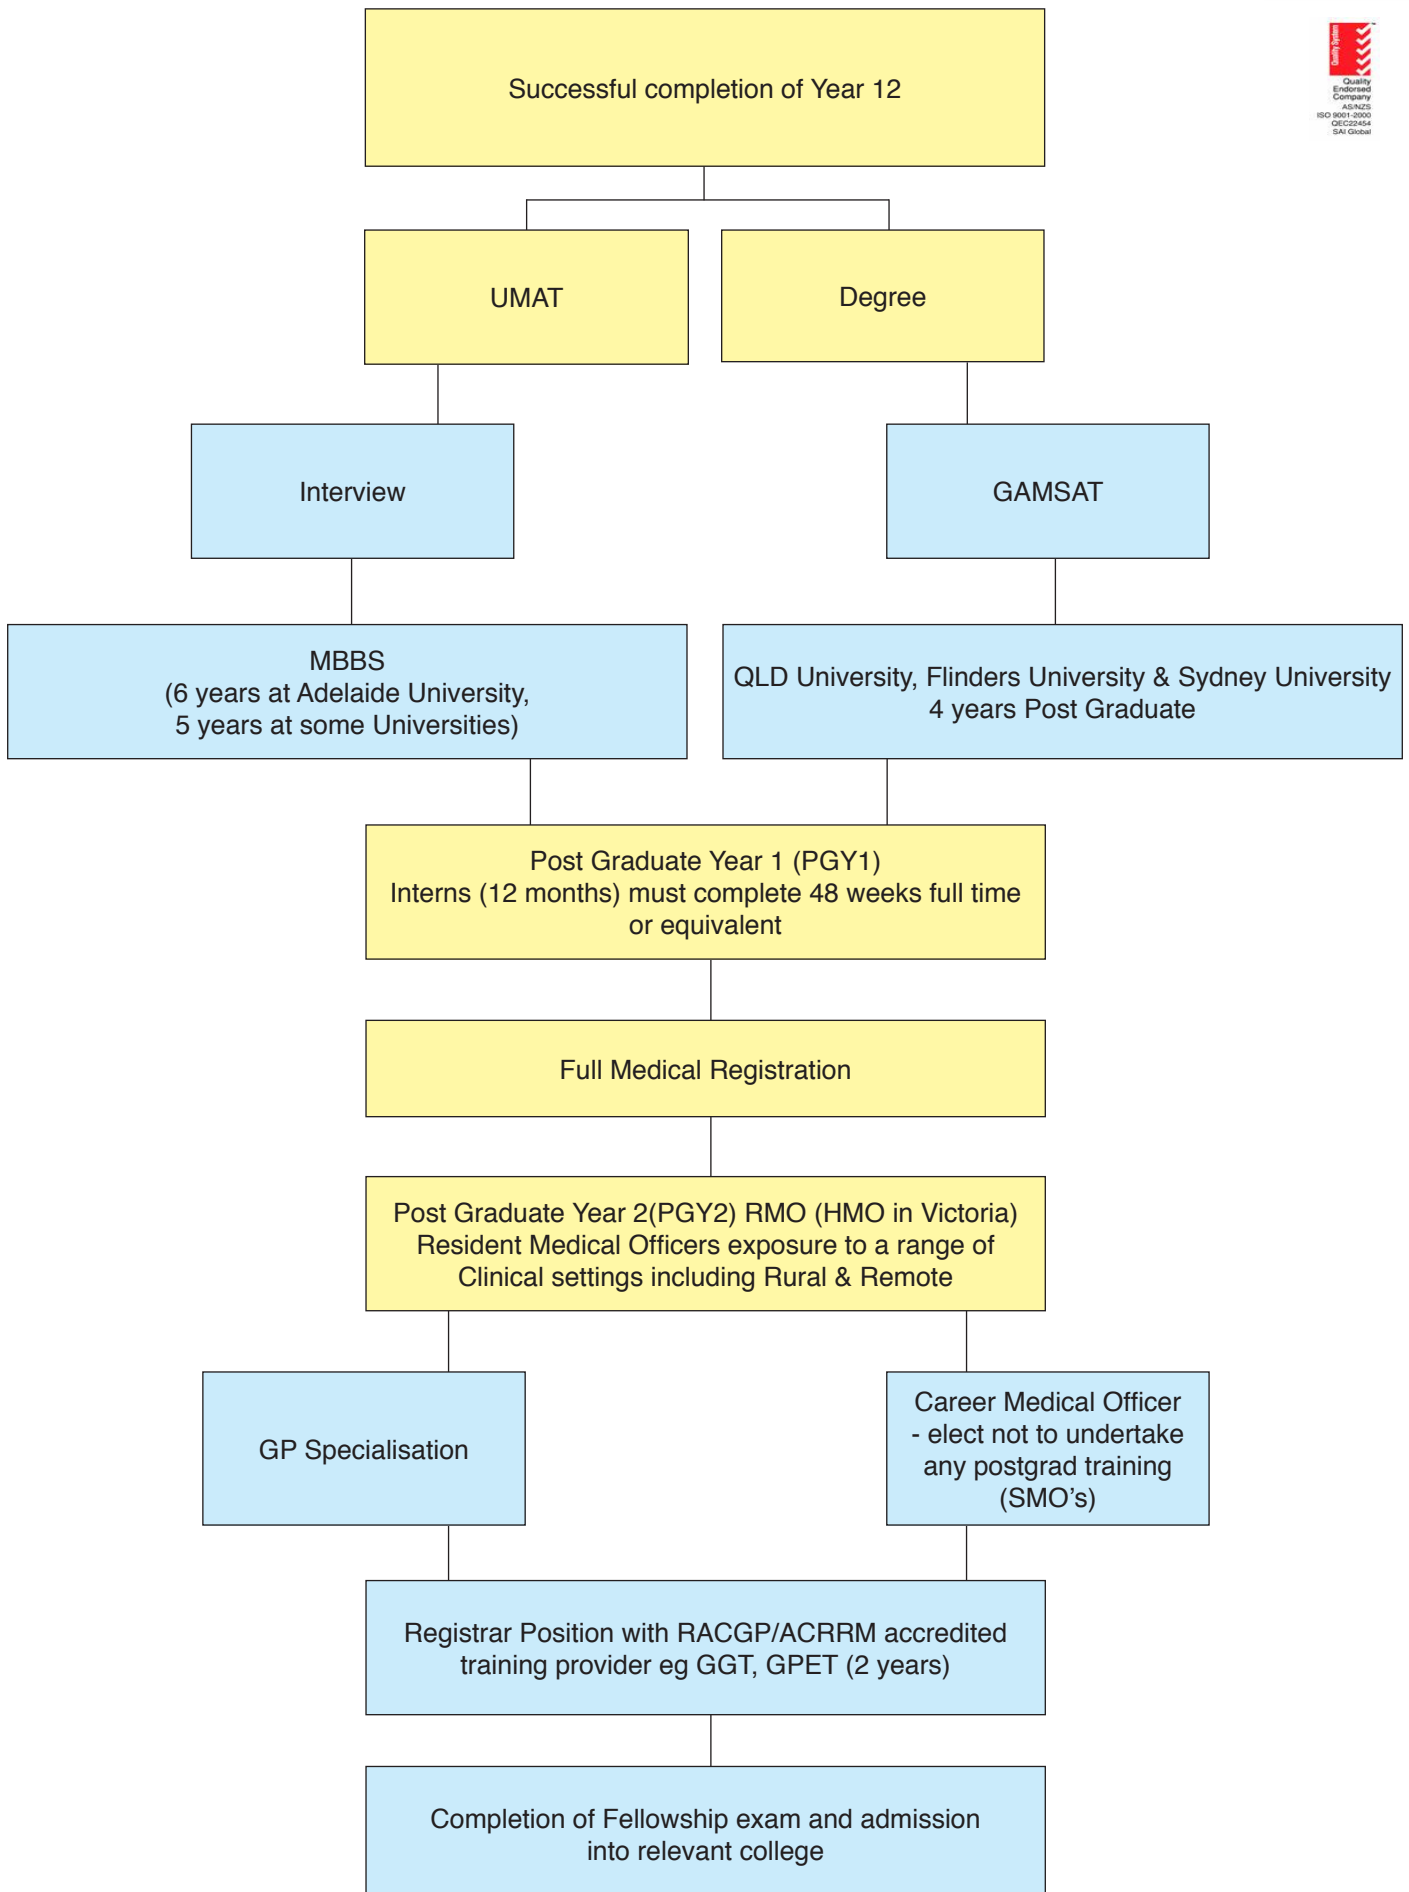 Successful completion of Year 12
Quality System
Quality
Endorsed
Company
AS/NZS
ISO 9001-2000
QEC22454
SAI Global
UMAT
Degree
Interview
GAMSAT
MBBS
(6 years at Adelaide University,
5 years at some Universities)
QLD University, Flinders University & Sydney University
4 years Post Graduate
Post Graduate Year 1 (PGY1)
Interns (12 months) must complete 48 weeks full time
or equivalent
Full Medical Registration
Post Graduate Year 2(PGY2) RMO (HMO in Victoria)
Resident Medical Officers exposure to a range of
Clinical settings including Rural & Remote
GP Specialisation
Career Medical Officer
- elect not to undertake
any postgrad training
(SMO's)
Registrar Position with RACGP/ACRRM accredited
training provider eg GGT, GPET (2 years)
Completion of Fellowship exam and admission
into relevant college